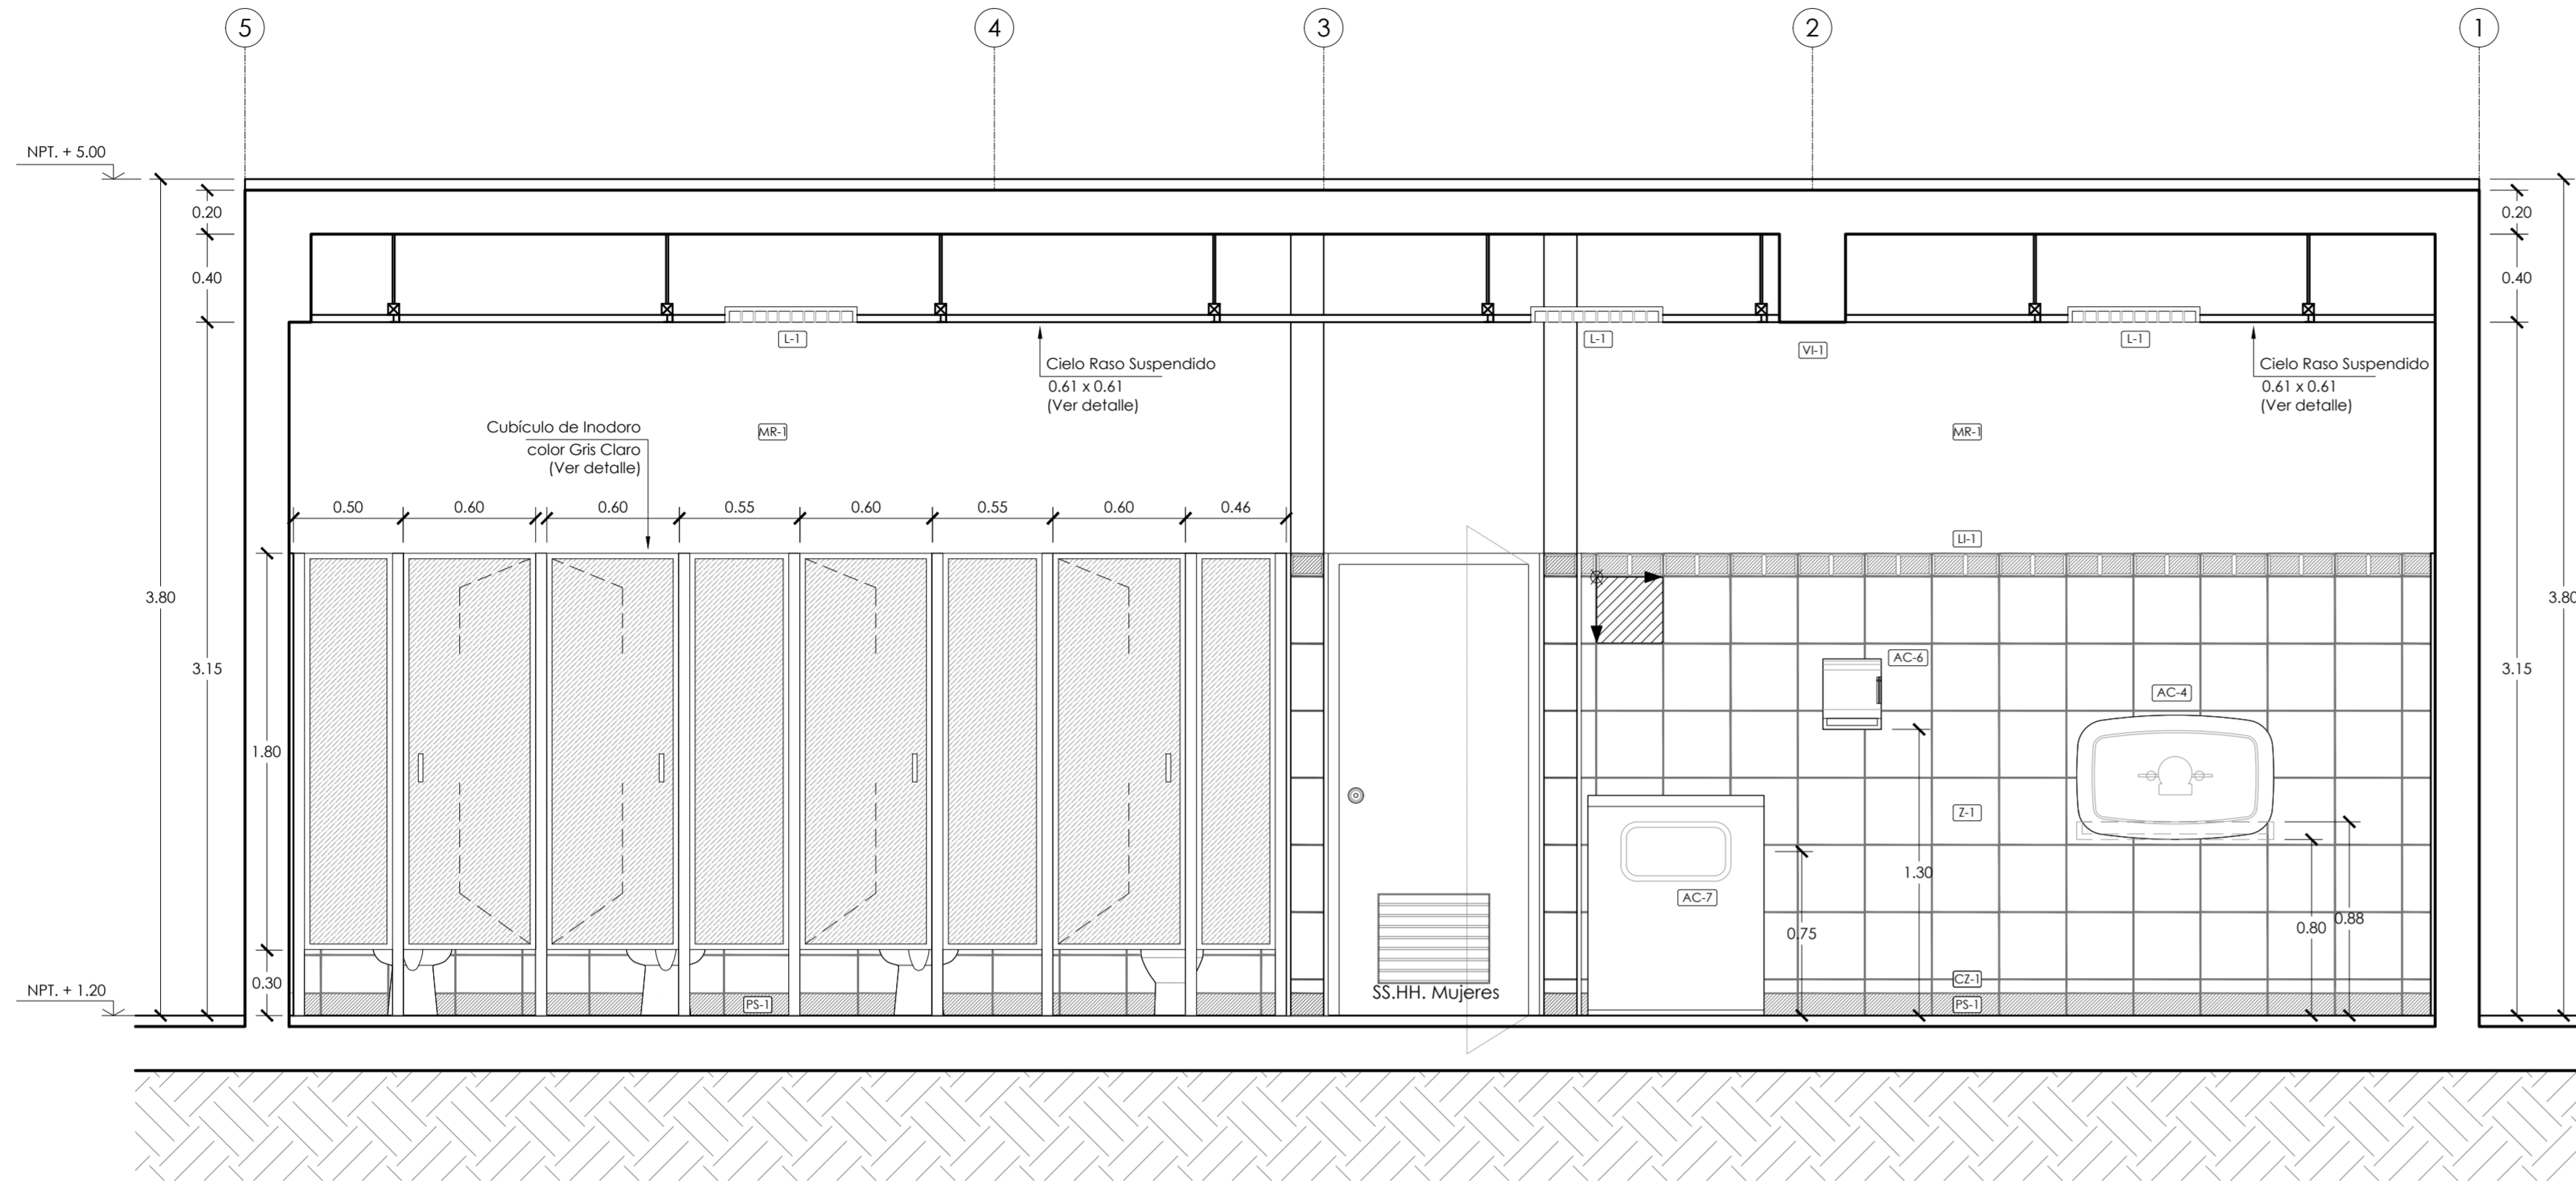 5
4
3
2
1
NPT. + 5.00
0.20
0.20
0.40
0.40
L-1
L-1
VI-1
L-1
Cielo Raso Suspendido
0.61 x 0.61
(Ver detalle)
Cielo Raso Suspendido
0.61 x 0.61
(Ver detalle)
Cubículo de Inodoro
color Gris Claro
(Ver detalle)
MR-1
MR-1
0.50
0.60
0.60
0.55
0.60
0.55
0.60
0.46
LI-1
3.80
3.80
3.15
3.15
AC-6
AC-4
1.80
Z-1
1.30
AC-7
0.75
0.88
0.80
0.30
CZ-1
NPT. + 1.20
SS.HH. Mujeres
PS-1
PS-1